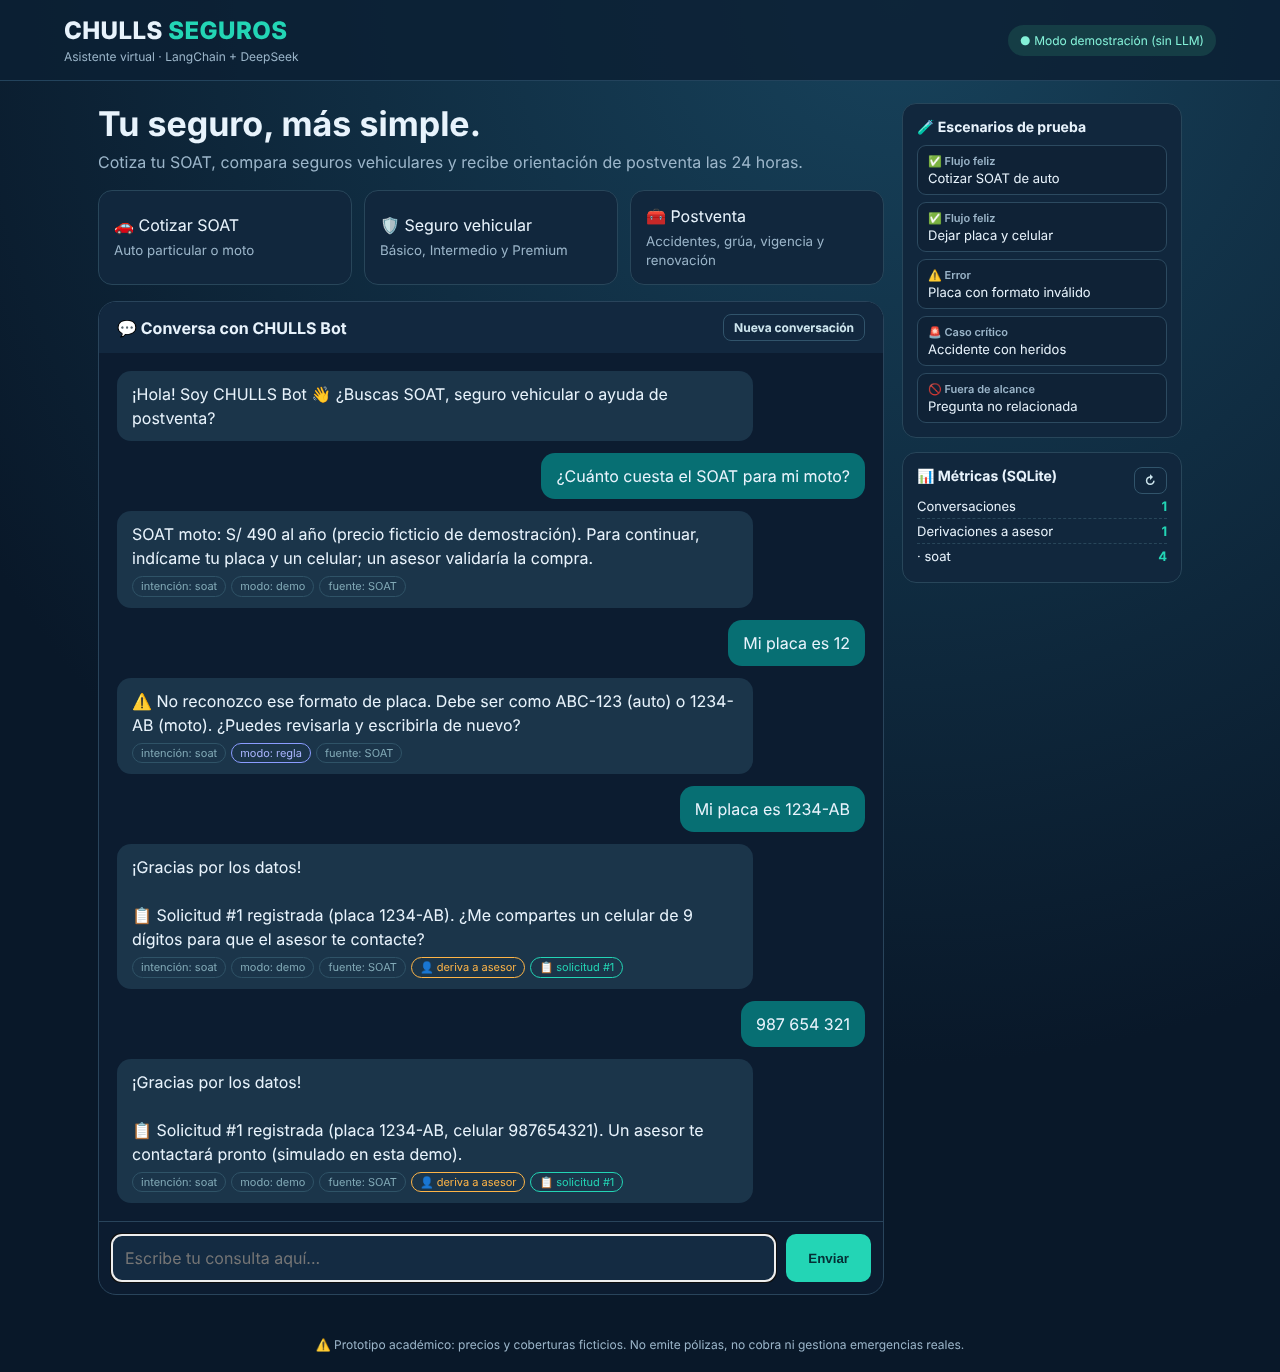 CHULLS SEGUROS
Asistente virtual · LangChain + DeepSeek
● Modo demostración (sin LLM)
Tu seguro, más simple.
Cotiza tu SOAT, compara seguros vehiculares y recibe orientación de postventa las 24 horas.
🚗 Cotizar SOAT
Auto particular o moto
🛡️ Seguro vehicular
Básico, Intermedio y Premium
🧰 Postventa
Accidentes, grúa, vigencia y
renovación
💬 Conversa con CHULLS Bot
Nueva conversación
¡Hola! Soy CHULLS Bot 👋 ¿Buscas SOAT, seguro vehicular o ayuda de
postventa?
¿Cuánto cuesta el SOAT para mi moto?
SOAT moto: S/ 490 al año (precio ficticio de demostración). Para continuar,
indícame tu placa y un celular; un asesor validaría la compra.
intención: soat
modo: demo
fuente: SOAT
Mi placa es 12
⚠️ No reconozco ese formato de placa. Debe ser como ABC-123 (auto) o 1234-
AB (moto). ¿Puedes revisarla y escribirla de nuevo?
intención: soat
modo: regla
fuente: SOAT
Mi placa es 1234-AB
¡Gracias por los datos!
📋 Solicitud #1 registrada (placa 1234-AB). ¿Me compartes un celular de 9
dígitos para que el asesor te contacte?
intención: soat
modo: demo
fuente: SOAT
👤 deriva a asesor
📋 solicitud #1
987 654 321
¡Gracias por los datos!
📋 Solicitud #1 registrada (placa 1234-AB, celular 987654321). Un asesor te
contactará pronto (simulado en esta demo).
intención: soat
modo: demo
fuente: SOAT
👤 deriva a asesor
📋 solicitud #1
Escribe tu consulta aquí...
Enviar
🧪 Escenarios de prueba
✅ Flujo feliz
Cotizar SOAT de auto
✅ Flujo feliz
Dejar placa y celular
⚠️ Error
Placa con formato inválido
🚨 Caso crítico
Accidente con heridos
🚫 Fuera de alcance
Pregunta no relacionada
📊 Métricas (SQLite)
↻
Conversaciones 1
Derivaciones a asesor 1
· soat 4
⚠️ Prototipo académico: precios y coberturas ficticios. No emite pólizas, no cobra ni gestiona emergencias reales.